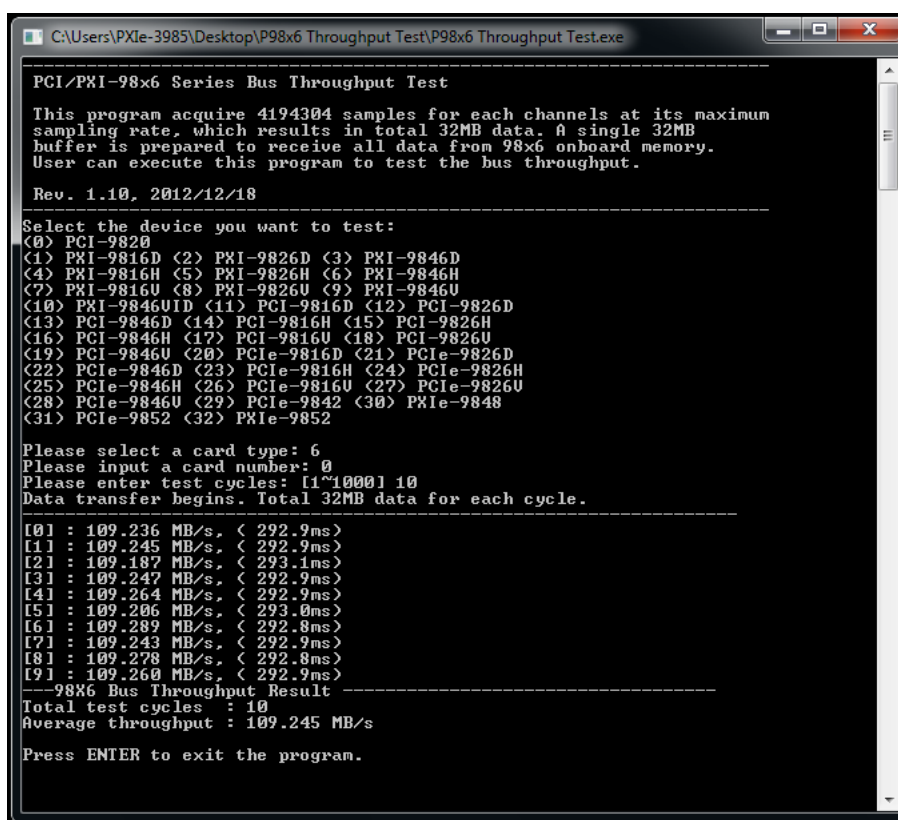 C:\Users\PXIe-3985\Desktop\P98x6 Throughput Test\P98x6 Throughput Test.exe
----------------------------------------------------------------------
PCI/PXI-98x6 Series Bus Throughput Test
This program acquire 4194304 samples for each channels at its maximum
sampling rate, which results in total 32MB data. A single 32MB
buffer is prepared to receive all data from 98x6 onboard memory.
User can execute this program to test the bus throughput.
Rev. 1.10, 2012/12/18
----------------------------------------------------------------------
Select the device you want to test:
(0) PCI-9820
(1) PXI-9816D (2) PXI-9826D (3) PXI-9846D
(4) PXI-9816H (5) PXI-9826H (6) PXI-9846H
(7) PXI-9816V (8) PXI-9826V (9) PXI-9846V
(10) PXI-9846VID (11) PCI-9816D (12) PCI-9826D
(13) PCI-9846D (14) PCI-9816H (15) PCI-9826H
(16) PCI-9846H (17) PCI-9816V (18) PCI-9826V
(19) PCI-9846V (20) PCIe-9816D (21) PCIe-9826D
(22) PCIe-9846D (23) PCIe-9816H (24) PCIe-9826H
(25) PCIe-9846H (26) PCIe-9816V (27) PCIe-9826V
(28) PCIe-9846V (29) PCIe-9842 (30) PXIe-9848
(31) PCIe-9852 (32) PXIe-9852
Please select a card type: 6
Please input a card number: 0
Please enter test cycles: [1~1000] 10
Data transfer begins. Total 32MB data for each cycle.
-------------------------------------------------------------------
[0] : 109.236 MB/s, ( 292.9ms)
[1] : 109.245 MB/s, ( 292.9ms)
[2] : 109.187 MB/s, ( 293.1ms)
[3] : 109.247 MB/s, ( 292.9ms)
[4] : 109.264 MB/s, ( 292.9ms)
[5] : 109.206 MB/s, ( 293.0ms)
[6] : 109.289 MB/s, ( 292.8ms)
[7] : 109.243 MB/s, ( 292.9ms)
[8] : 109.278 MB/s, ( 292.8ms)
[9] : 109.260 MB/s, ( 292.9ms)
---98X6 Bus Throughput Result -----------------------------------
Total test cycles : 10
Average throughput : 109.245 MB/s
Press ENTER to exit the program.